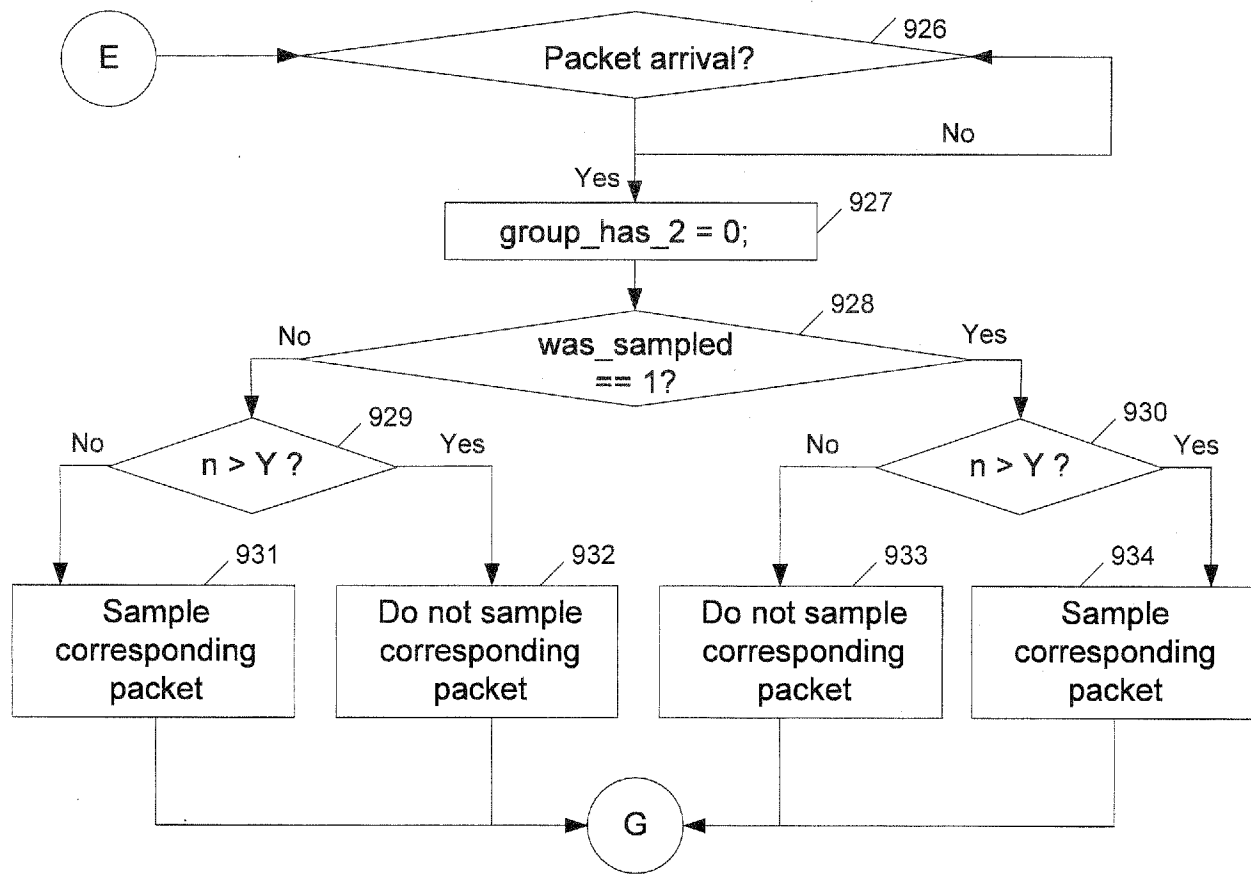 E
Packet arrival?
926
No
Yes
group_has_2 = 0;
927
was_sampled
== 1?
928
No
Yes
n > Y ?
929
No
Yes
n > Y ?
930
No
Yes
Sample
corresponding
packet
931
Do not sample
corresponding
packet
932
Do not sample
corresponding
packet
933
Sample
corresponding
packet
934
G